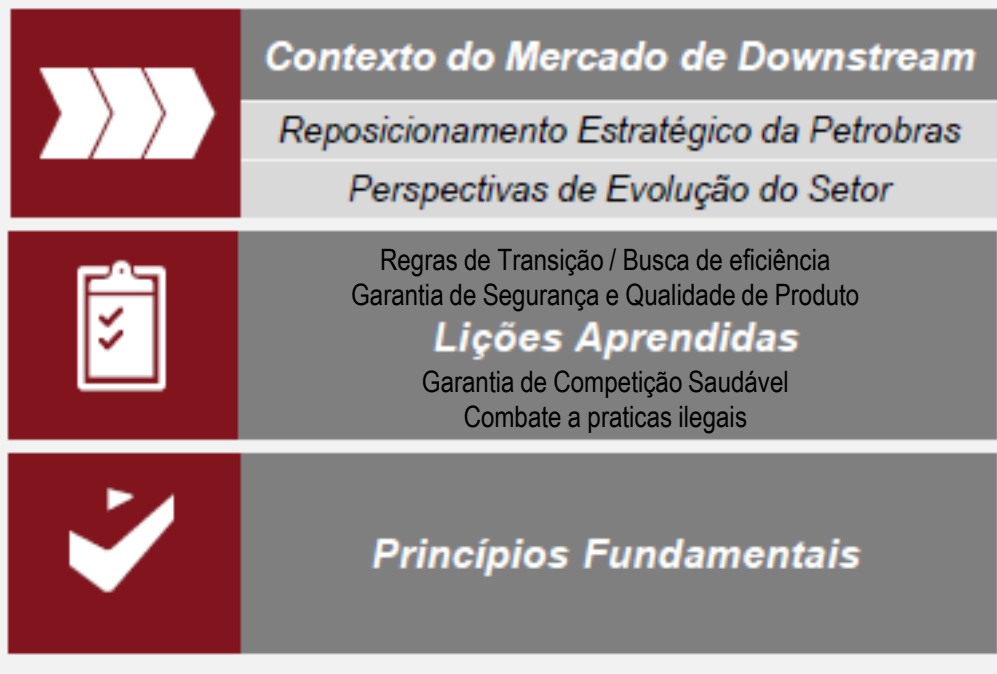 Contexto do Mercado de Downstream
Reposicionamento Estratégico da Petrobras
Perspectivas de Evolução do Setor
Regras de Transição / Busca de eficiência
Garantia de Segurança e Qualidade de Produto
Lições Aprendidas
Garantia de Competição Saudável
Combate a praticas ilegais
Princípios Fundamentais